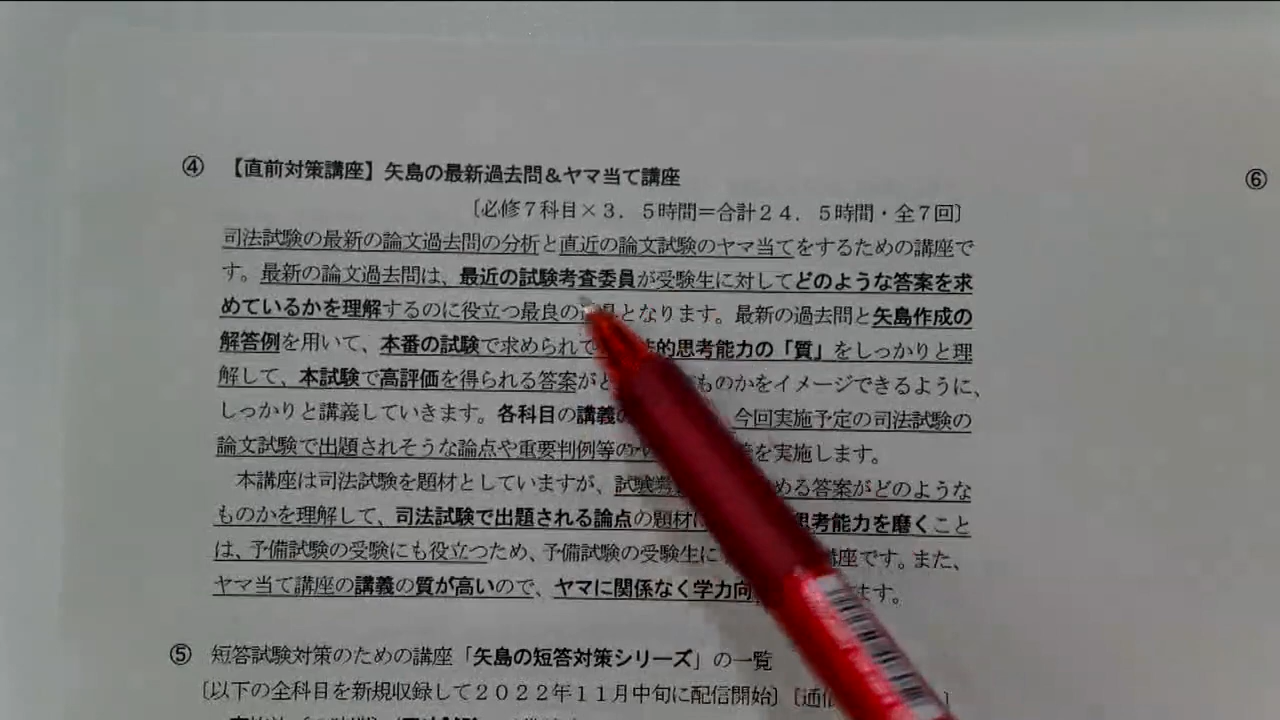 ④ 【直前対策講座】矢島の最新過去問＆ヤマ当て講座
〔必修７科目×３．５時間＝合計２４．５時間・全７回〕
司法試験の最新の論文過去問の分析と直近の論文試験のヤマ当てをするための講座で
す。最新の論文過去問は、最近の試験考査委員が受験生に対してどのような答案を求
めているかを理解するのに役立つ最良の となります。最新の過去問と矢島作成の
解答例を用いて、本番の試験で求められて 的思考能力の「質」をしっかりと理
解して、本試験で高評価を得られる答案がど ものかをイメージできるように、
しっかりと講義していきます。各科目の講義の 今回実施予定の司法試験の
論文試験で出題されそうな論点や重要判例等の を実施します。
本講座は司法試験を題材としていますが、試験 める答案がどのような
ものかを理解して、司法試験で出題される論点の題材に 思考能力を磨くこと
は、予備試験の受験にも役立つため、予備試験の受験生に 講座です。また、
ヤマ当て講座の講義の質が高いので、ヤマに関係なく学力向 ます。
⑤ 短答試験対策のための講座「矢島の短答対策シリーズ」の一覧
〔以下の全科目を新規収録して２０２２年１１月中旬に配信開始〕〔通信 〕
⑥